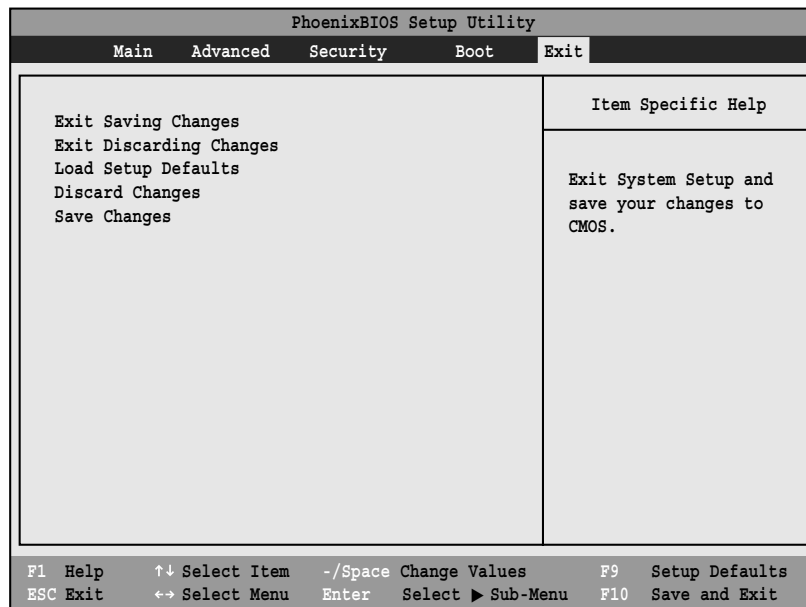 PhoenixBIOS Setup Utility
Main Advanced Security Boot Exit
Exit Saving Changes
Exit Discarding Changes
Load Setup Defaults
Discard Changes
Save Changes
Item Specific Help
Exit System Setup and
save your changes to
CMOS.
F1 Help ↑↓ Select Item -/Space Change Values F9 Setup Defaults
ESC Exit ←→ Select Menu Enter Select ▶ Sub-Menu F10 Save and Exit